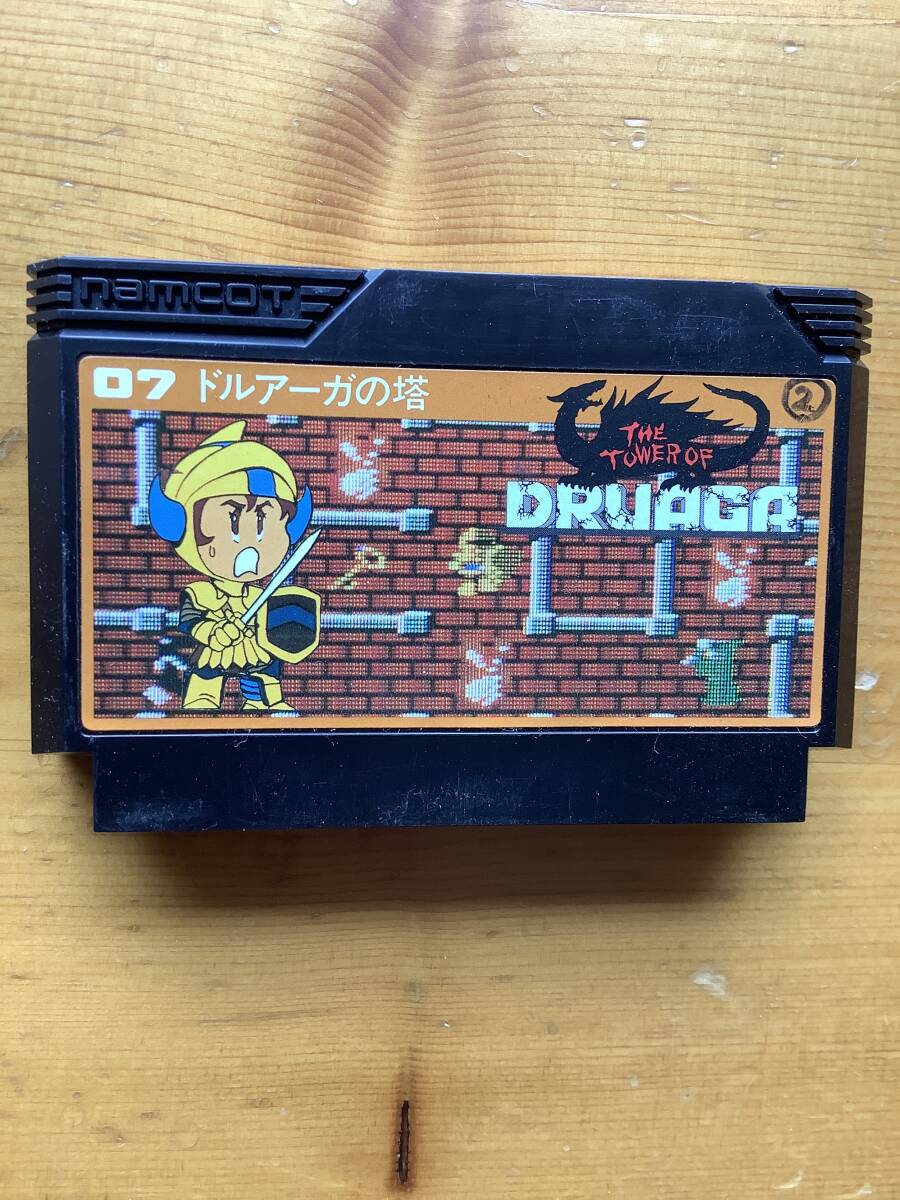 namcot
07 ドルアーガの塔
②
THE
TOWER OF
DRUAGA